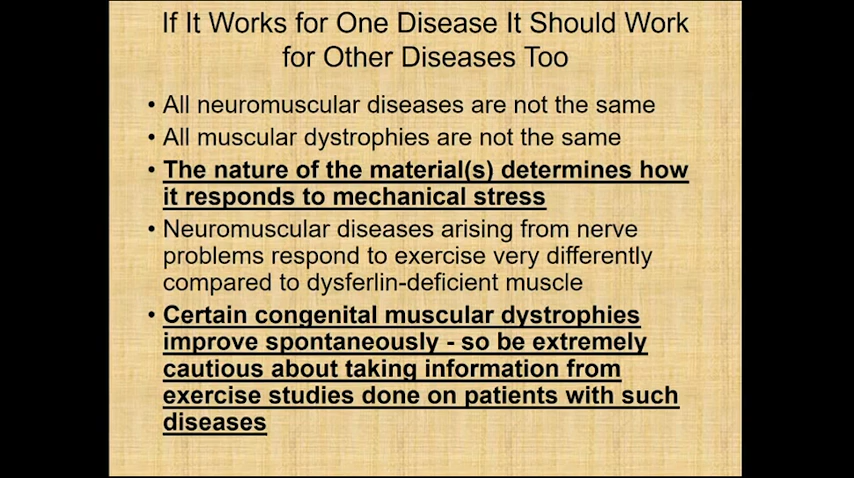 If It Works for One Disease It Should Work
for Other Diseases Too
• All neuromuscular diseases are not the same
• All muscular dystrophies are not the same
• The nature of the material(s) determines how
it responds to mechanical stress
• Neuromuscular diseases arising from nerve
problems respond to exercise very differently
compared to dysferlin-deficient muscle
• Certain congenital muscular dystrophies
improve spontaneously - so be extremely
cautious about taking information from
exercise studies done on patients with such
diseases